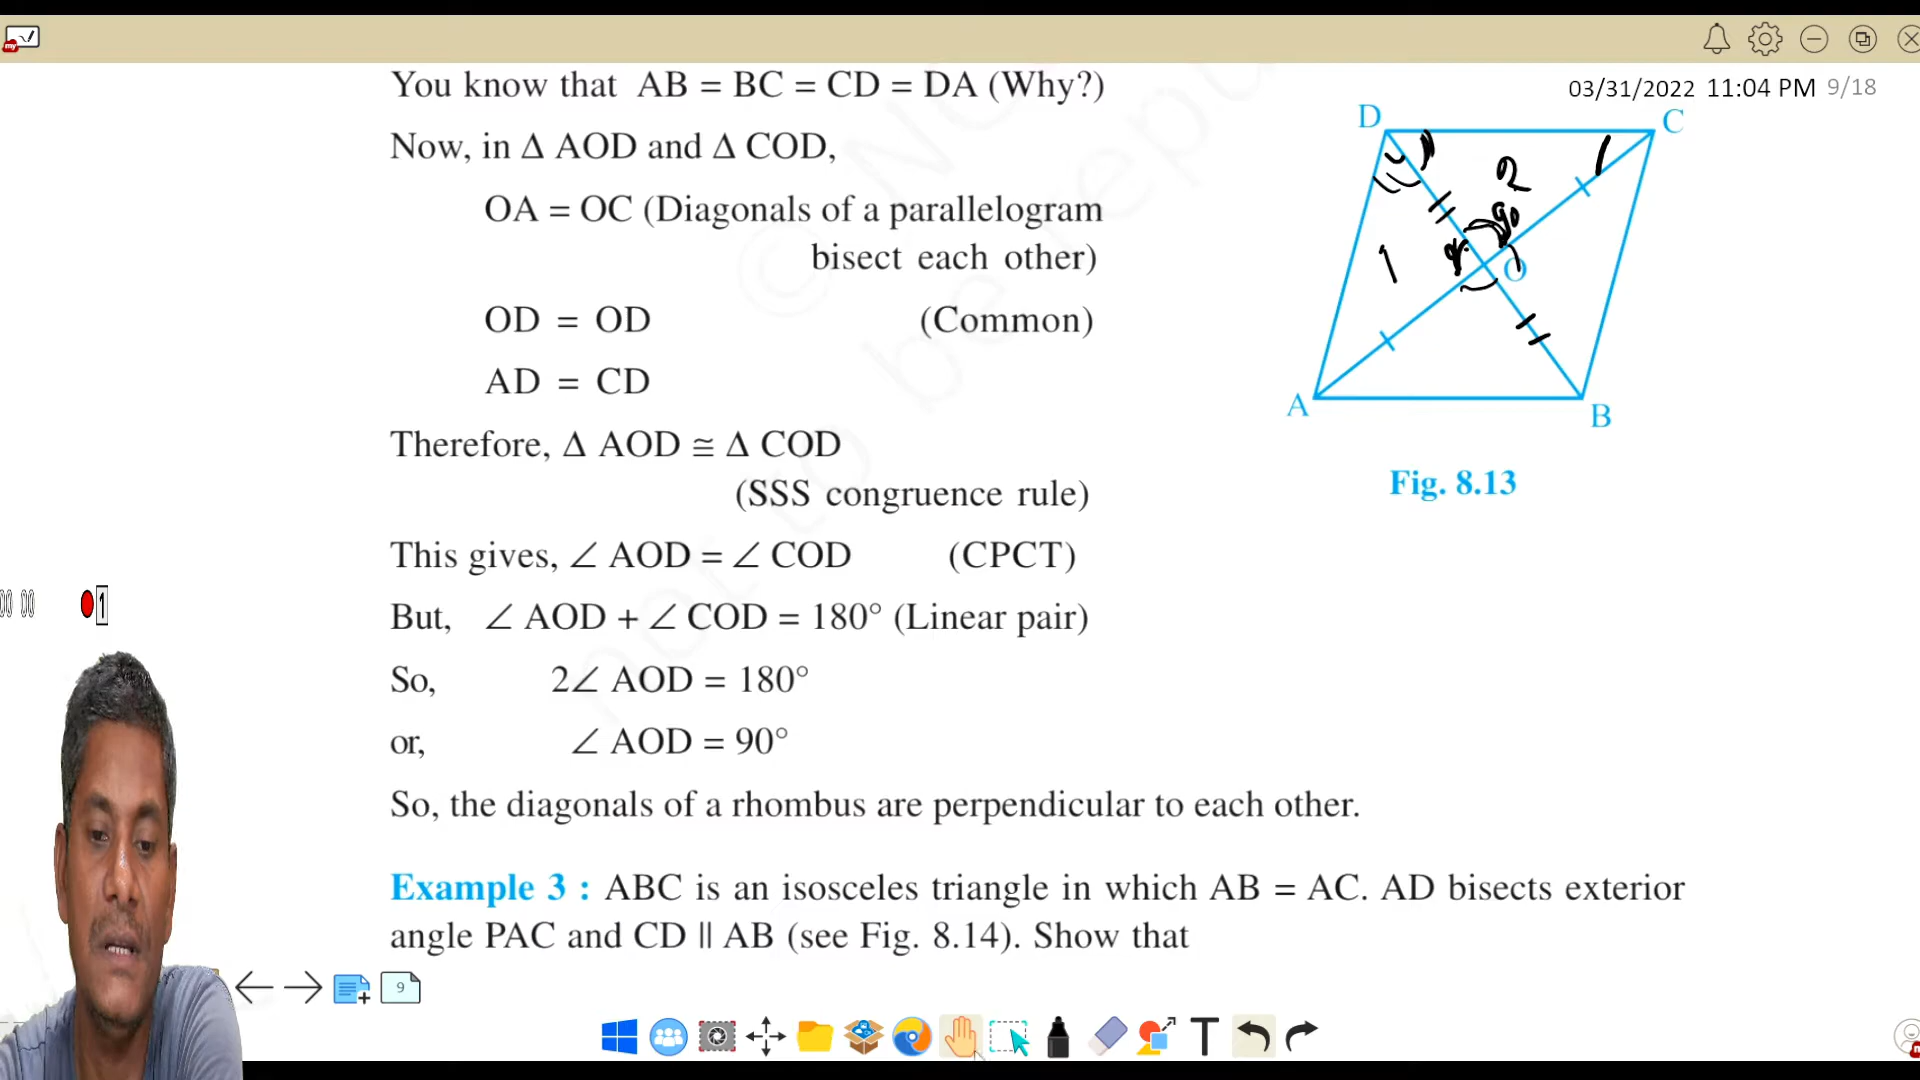 03/31/2022 11:04 PM 9/18
You know that AB = BC = CD = DA (Why?)
Now, in Δ AOD and Δ COD,
OA = OC (Diagonals of a parallelogram
bisect each other)
OD = OD (Common)
AD = CD
Therefore, Δ AOD ≅ Δ COD
(SSS congruence rule)
This gives, ∠ AOD = ∠ COD (CPCT)
But, ∠ AOD + ∠ COD = 180° (Linear pair)
So, 2∠ AOD = 180°
or, ∠ AOD = 90°
So, the diagonals of a rhombus are perpendicular to each other.
D C
2
90
1
O
A B
Fig. 8.13
Example 3 : ABC is an isosceles triangle in which AB = AC. AD bisects exterior
angle PAC and CD || AB (see Fig. 8.14). Show that
1
9